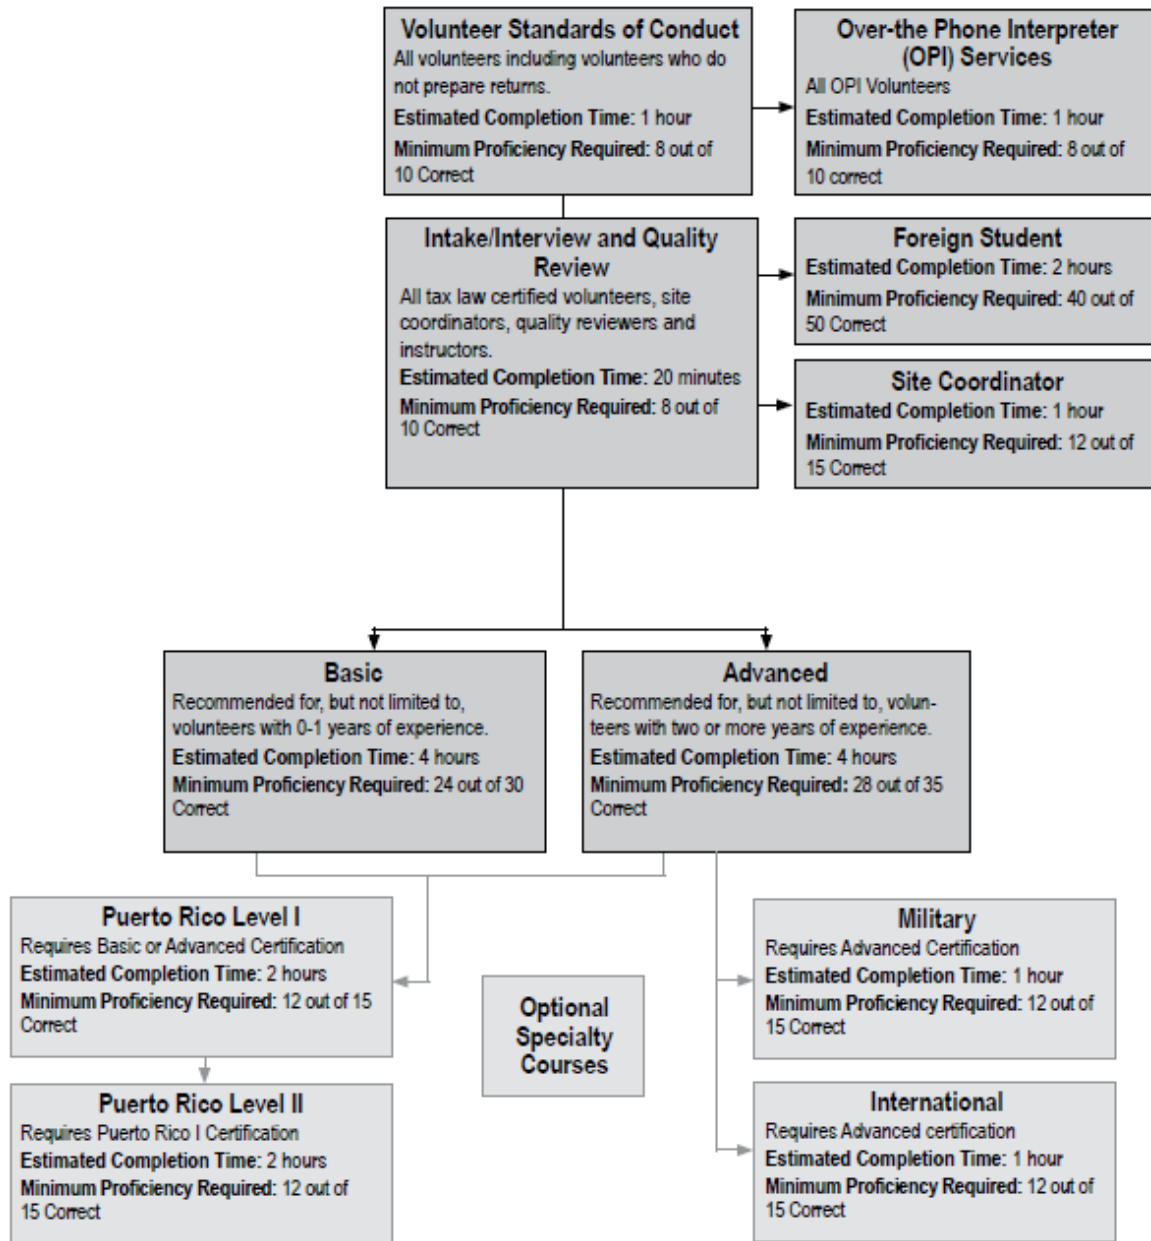 Volunteer Standards of Conduct
All volunteers including volunteers who do
not prepare returns.
Estimated Completion Time: 1 hour
Minimum Proficiency Required: 8 out of
10 Correct
Over-the Phone Interpreter
(OPI) Services
All OPI Volunteers
Estimated Completion Time: 1 hour
Minimum Proficiency Required: 8 out of
10 correct
Intake/Interview and Quality
Review
All tax law certified volunteers, site
coordinators, quality reviewers and
instructors.
Estimated Completion Time: 20 minutes
Minimum Proficiency Required: 8 out of
10 Correct
Foreign Student
Estimated Completion Time: 2 hours
Minimum Proficiency Required: 40 out of
50 Correct
Site Coordinator
Estimated Completion Time: 1 hour
Minimum Proficiency Required: 12 out of
15 Correct
Basic
Recommended for, but not limited to,
volunteers with 0-1 years of experience.
Estimated Completion Time: 4 hours
Minimum Proficiency Required: 24 out of 30
Correct
Advanced
Recommended for, but not limited to, volun-
teers with two or more years of experience.
Estimated Completion Time: 4 hours
Minimum Proficiency Required: 28 out of 35
Correct
Puerto Rico Level I
Requires Basic or Advanced Certification
Estimated Completion Time: 2 hours
Minimum Proficiency Required: 12 out of 15
Correct
Optional
Specialty
Courses
Military
Requires Advanced Certification
Estimated Completion Time: 1 hour
Minimum Proficiency Required: 12 out of
15 Correct
Puerto Rico Level II
Requires Puerto Rico I Certification
Estimated Completion Time: 2 hours
Minimum Proficiency Required: 12 out of
15 Correct
International
Requires Advanced certification
Estimated Completion Time: 1 hour
Minimum Proficiency Required: 12 out of
15 Correct